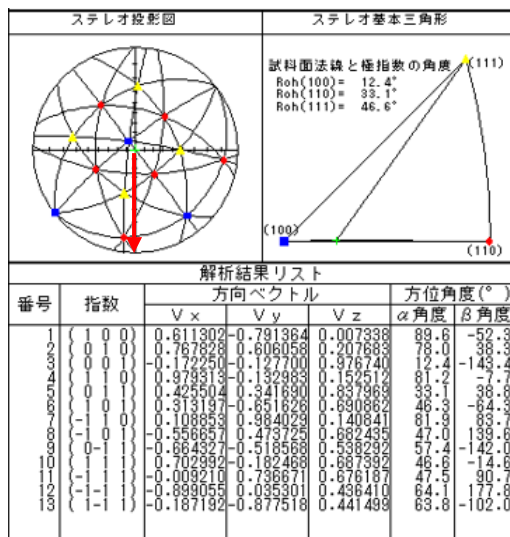 ステレオ投影図
ステレオ基本三角形
試料面法線と極指数の角度
Roh(100)= 12.4°
Roh(110)= 33.1°
Roh(111)= 46.6°
(111)
(100)
(110)
解析結果リスト
番号 指数 方向ベクトル 方位角度(°)
Vx Vy Vz α角度 β角度
1 ( 1 0 0) 0.611302 -0.791364 0.007338 89.6 -52.3
2 ( 0 1 0) 0.767828 0.606058 0.207683 78.0 38.3
3 ( 0 0 1) -0.172250 -0.127700 0.976740 12.4 -143.4
4 ( 1 1 0) 0.979313 -0.132983 0.152512 81.2 -7.7
5 ( 0 1 1) 0.425504 0.341690 0.837969 33.1 38.8
6 ( 1 0 1) 0.313197 -0.651626 0.690862 46.3 -64.3
7 (-1 1 0) 0.108853 0.984029 0.140841 81.9 83.7
8 (-1 0 1) -0.556657 0.473725 0.682435 47.0 139.6
9 ( 0-1 1) -0.664327 -0.518568 0.538292 57.4 -142.0
10 ( 1 1 1) 0.702992 -0.182468 0.687392 46.6 -14.6
11 (-1 1 1) -0.009210 0.736671 0.676187 47.5 90.7
12 (-1-1 1) -0.899055 0.035301 0.436410 64.1 177.8
13 ( 1-1 1) -0.187192 -0.877518 0.441499 63.8 -102.0